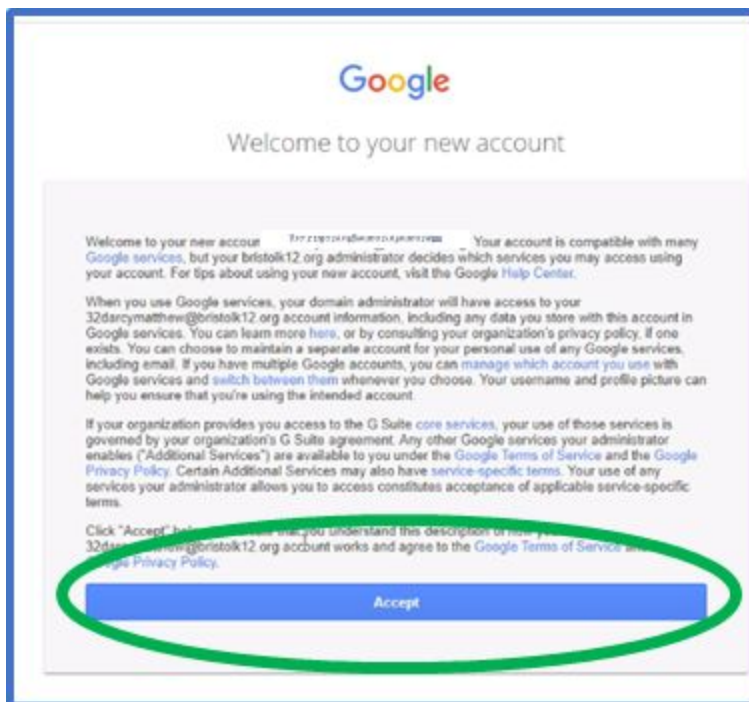 Google
Welcome to your new account
Welcome to your new accoun Your account is compatible with many
Google services, but your bristolk12.org administrator decides which services you may access using
your account. For tips about using your new account, visit the Google Help Center.
When you use Google services, your domain administrator will have access to your
32darcymatthew@bristolk12.org account information, including any data you store with this account in
Google services. You can learn more here, or by consulting your organization's privacy policy, if one
exists. You can choose to maintain a separate account for your personal use of any Google services,
including email. If you have multiple Google accounts, you can manage which account you use with
Google services and switch between them whenever you choose. Your username and profile picture can
help you ensure that you're using the intended account.
If your organization provides you access to the G Suite core services, your use of those services is
governed by your organization's G Suite agreement. Any other Google services your administrator
enables ("Additional Services") are available to you under the Google Terms of Service and the Google
Privacy Policy. Certain Additional Services may also have service-specific terms. Your use of any
services your administrator allows you to access constitutes acceptance of applicable service-specific
terms.
Click "Accept" that you understand this description of how
32darcymatthew@bristolk12.org account works and agree to the Google Terms of Service
Google Privacy Policy.
Accept